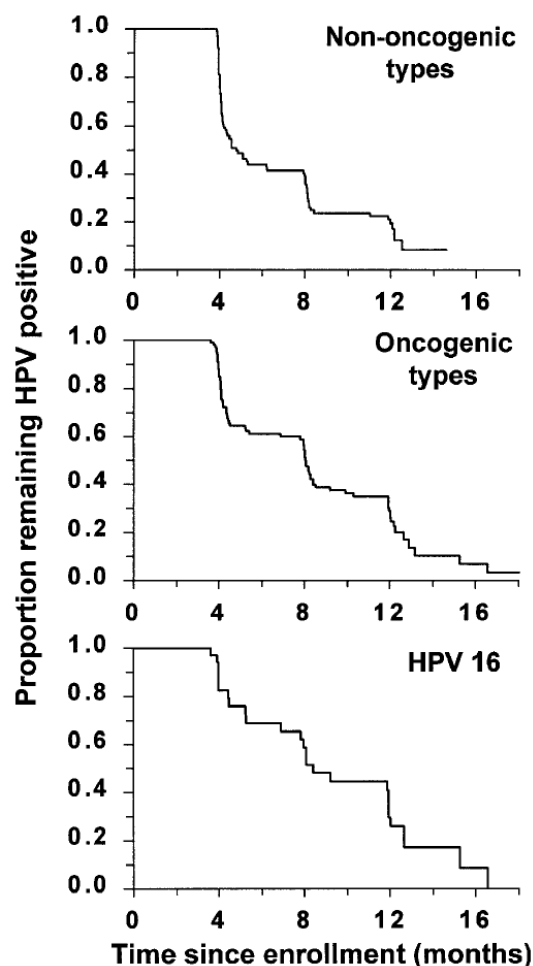 Proportion remaining HPV positive
Non-oncogenic
types
1.0
0.8
0.6
0.4
0.2
0.0
0 4 8 12 16
Oncogenic
types
1.0
0.8
0.6
0.4
0.2
0.0
0 4 8 12 16
HPV 16
1.0
0.8
0.6
0.4
0.2
0.0
0 4 8 12 16
Time since enrollment (months)